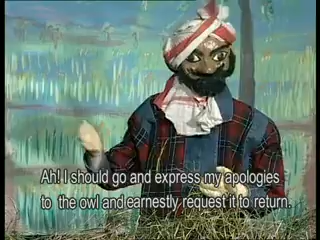 Ah! I should go and express my apologies
to the owl and earnestly request it to return.